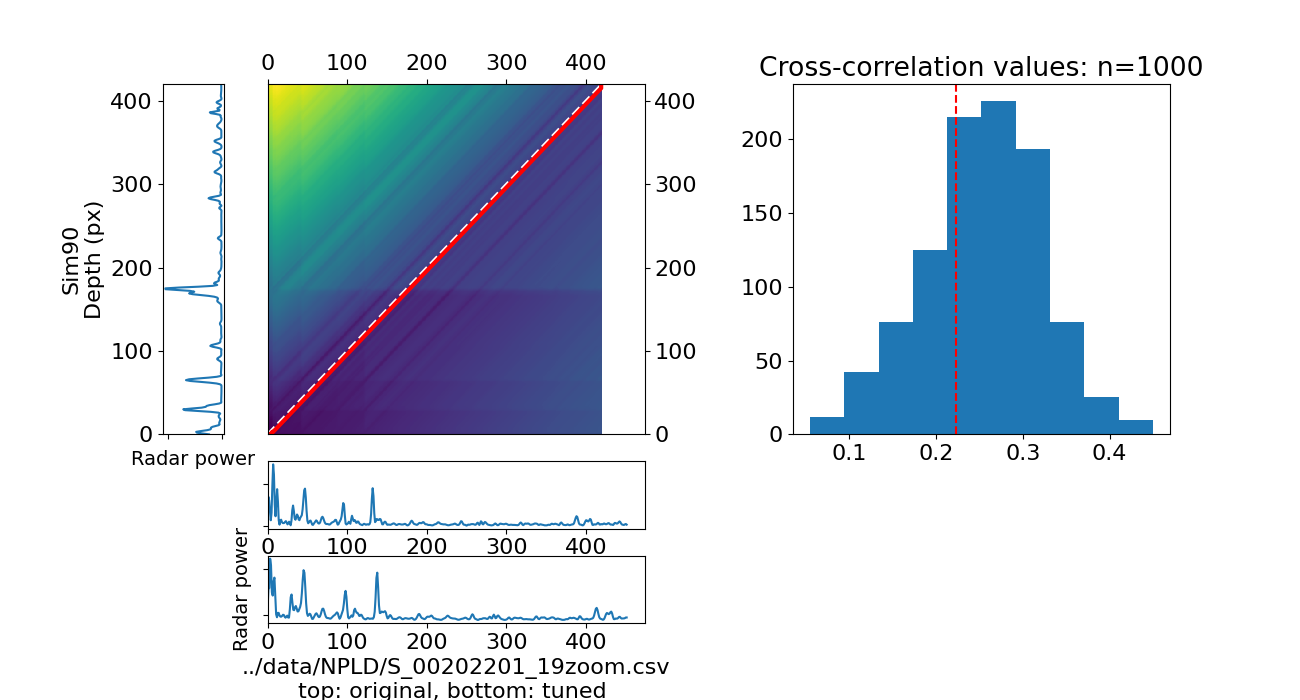 0 100 200 300 400
Cross-correlation values: n=1000
400
300
200
100
0
Sim90
Depth (px)
Radar power
400
300
200
100
0
200
150
100
50
0
0.1 0.2 0.3 0.4
0 100 200 300 400
Radar power
0 100 200 300 400
../data/NPLD/S_00202201_19zoom.csv
top: original, bottom: tuned